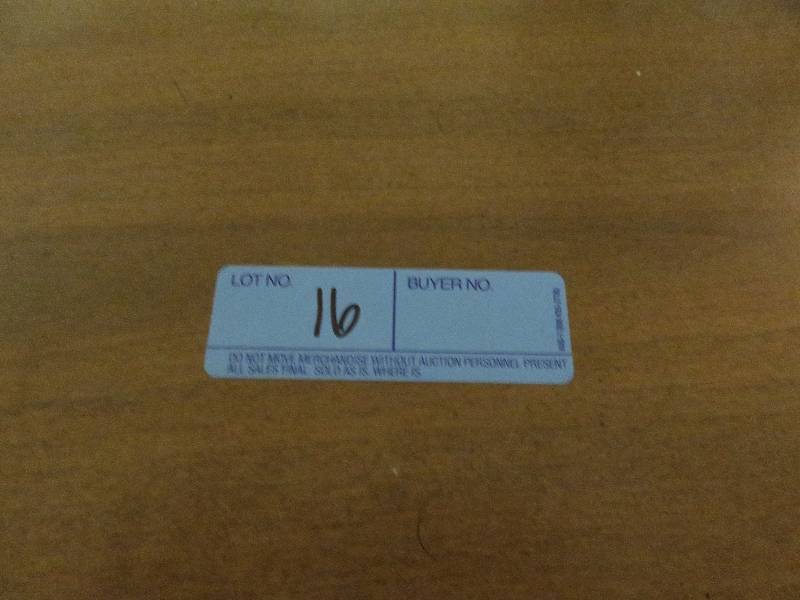 LOT NO.
16
BUYER NO.
DO NOT MOVE MERCHANDISE WITHOUT AUCTION PERSONNEL PRESENT
ALL SALES FINAL. SOLD AS IS, WHERE IS